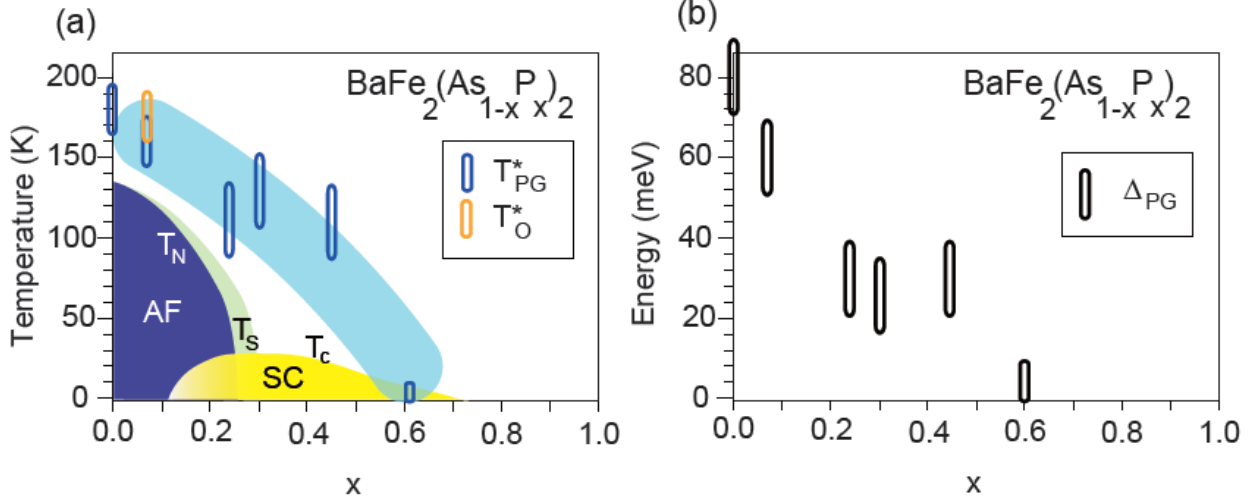 (a)
200
150
100
50
0
Temperature (K)
BaFe2(As1-xPx)2
T*PG
T*O
TN
AF
TS
Tc
SC
0.0 0.2 0.4 0.6 0.8 1.0
x
(b)
80
60
40
20
0
Energy (meV)
BaFe2(As1-xPx)2
ΔPG
0.0 0.2 0.4 0.6 0.8 1.0
x